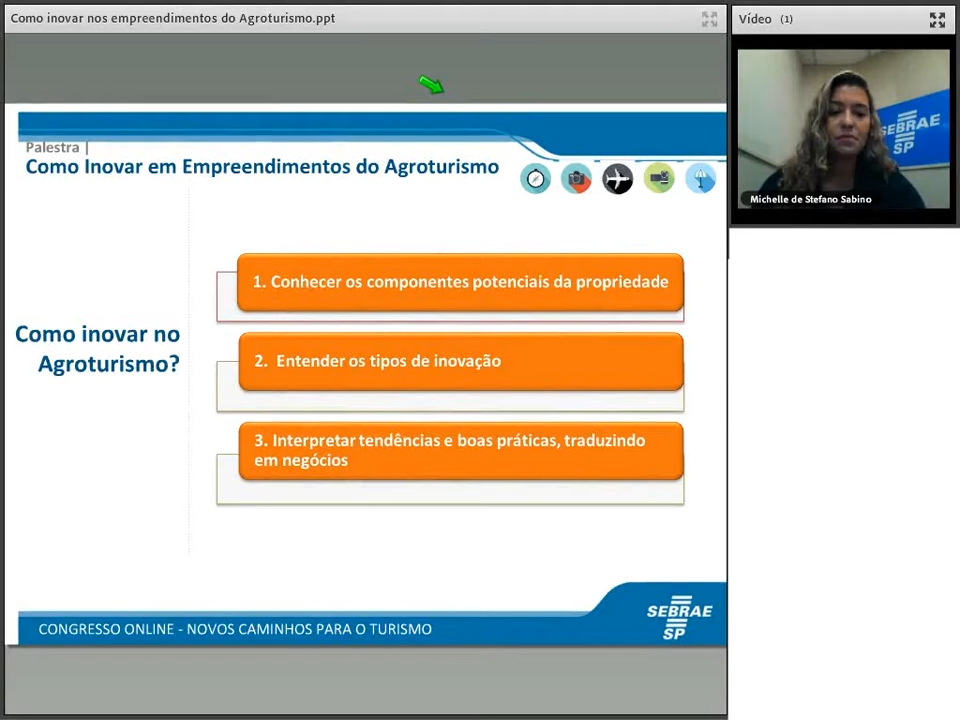 Como inovar nos empreendimentos do Agroturismo.ppt
Vídeo (1)
Palestra |
Como Inovar em Empreendimentos do Agroturismo
SEBRAE
SP
Michelle de Stefano Sabino
Como inovar no
Agroturismo?
1. Conhecer os componentes potenciais da propriedade
2. Entender os tipos de inovação
3. Interpretar tendências e boas práticas, traduzindo
em negócios
CONGRESSO ONLINE - NOVOS CAMINHOS PARA O TURISMO
SEBRAE
SP